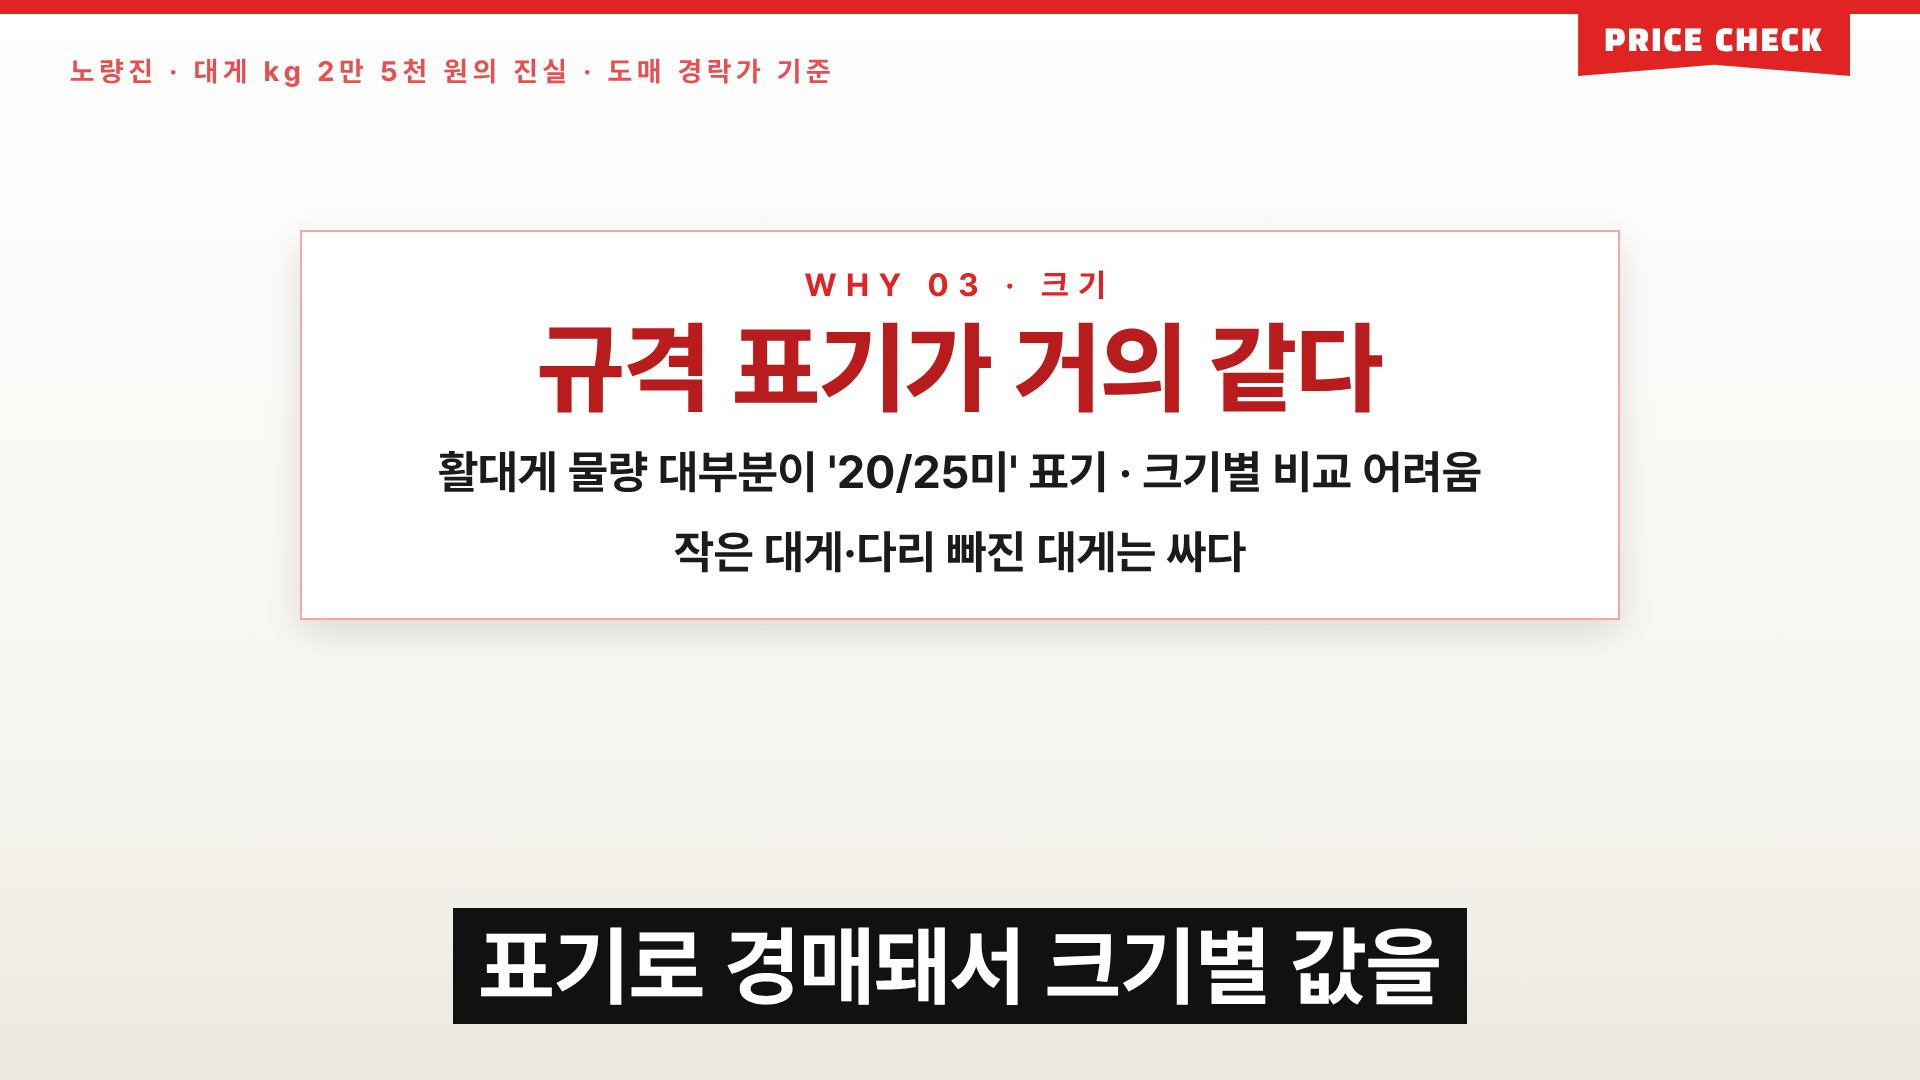 노량진 · 대게 kg 2만 5천 원의 진실 · 도매 경락가 기준
PRICE CHECK
WHY 03 · 크기
규격 표기가 거의 같다
활대게 물량 대부분이 '20/25미' 표기 · 크기별 비교 어려움
작은 대게·다리 빠진 대게는 싸다
표기로 경매돼서 크기별 값을